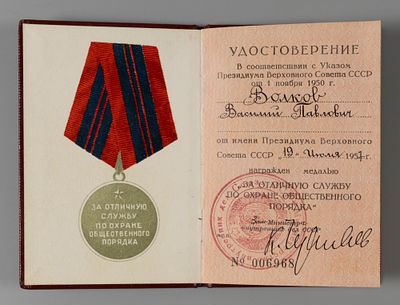 ЗА ОТЛИЧНУЮ
СЛУЖБУ
ПО ОХРАНЕ
ОБЩЕСТВЕННОГО
ПОРЯДКА
УДОСТОВЕРЕНИЕ
В соответствии с Указом
Президиума Верховного Совета СССР
от 1 ноября 1950 г.
Волков
Василий Павлович
от имени Президиума Верховного
Совета СССР „19“ Июля 1957 г.
награжден медалью
„ЗА ОТЛИЧНУЮ СЛУЖБУ
ПО ОХРАНЕ ОБЩЕСТВЕННОГО
ПОРЯДКА“
внутренних дел
№ 006968